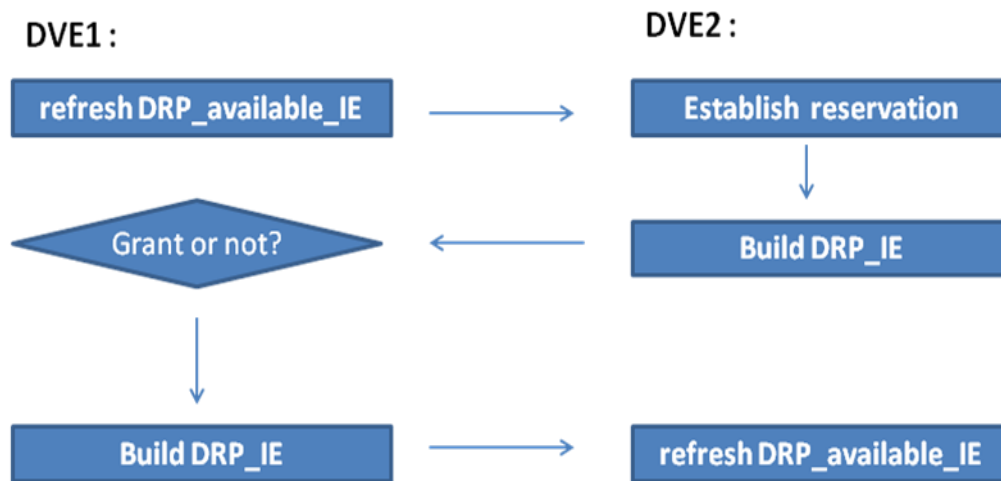 DVE1 :
DVE2 :
refresh DRP_available_IE
Establish reservation
Grant or not?
Build DRP_IE
Build DRP_IE
refresh DRP_available_IE